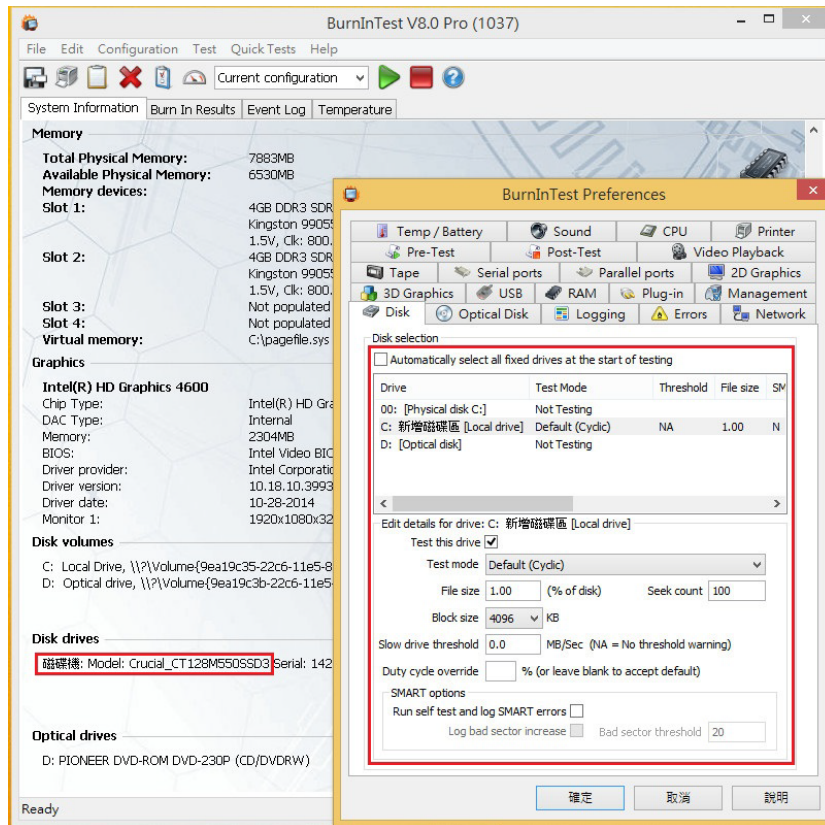 BurnInTest V8.0 Pro (1037)
File Edit Configuration Test Quick Tests Help
Current configuration
System Information Burn In Results Event Log Temperature
Memory
Total Physical Memory: 7883MB
Available Physical Memory: 6530MB
Memory devices:
Slot 1: 4GB DDR3 SDR
Kingston 99055
1.5V, Clk: 800.
Slot 2: 4GB DDR3 SDR
Kingston 99055
1.5V, Clk: 800.
Slot 3: Not populated
Slot 4: Not populated
Virtual memory: C:\pagefile.sys
Graphics
Intel(R) HD Graphics 4600
Chip Type: Intel(R) HD Gra
DAC Type: Internal
Memory: 2304MB
BIOS: Intel Video BIO
Driver provider: Intel Corporatio
Driver version: 10.18.10.3993
Driver date: 10-28-2014
Monitor 1: 1920x1080x32
Disk volumes
C: Local Drive, \\?\Volume{9ea19c35-22c6-11e5-8
D: Optical drive, \\?\Volume{9ea19c3b-22c6-11e5-
Disk drives
磁碟機: Model: Crucial_CT128M550SSD3 Serial: 142
Optical drives
D: PIONEER DVD-ROM DVD-230P (CD/DVDRW)
Ready
BurnInTest Preferences
Temp / Battery Sound CPU Printer
Pre-Test Post-Test Video Playback
Tape Serial ports Parallel ports 2D Graphics
3D Graphics USB RAM Plug-in Management
Disk Optical Disk Logging Errors Network
Disk selection
Automatically select all fixed drives at the start of testing
Drive Test Mode Threshold File size SM
00: [Physical disk C:] Not Testing
C: 新增磁碟區 [Local drive] Default (Cyclic) NA 1.00 N
D: [Optical disk] Not Testing
Edit details for drive: C: 新增磁碟區 [Local drive]
Test this drive
Test mode Default (Cyclic)
File size 1.00 (% of disk) Seek count 100
Block size 4096 KB
Slow drive threshold 0.0 MB/Sec (NA = No threshold warning)
Duty cycle override % (or leave blank to accept default)
SMART options
Run self test and log SMART errors
Log bad sector increase Bad sector threshold 20
確定 取消 說明